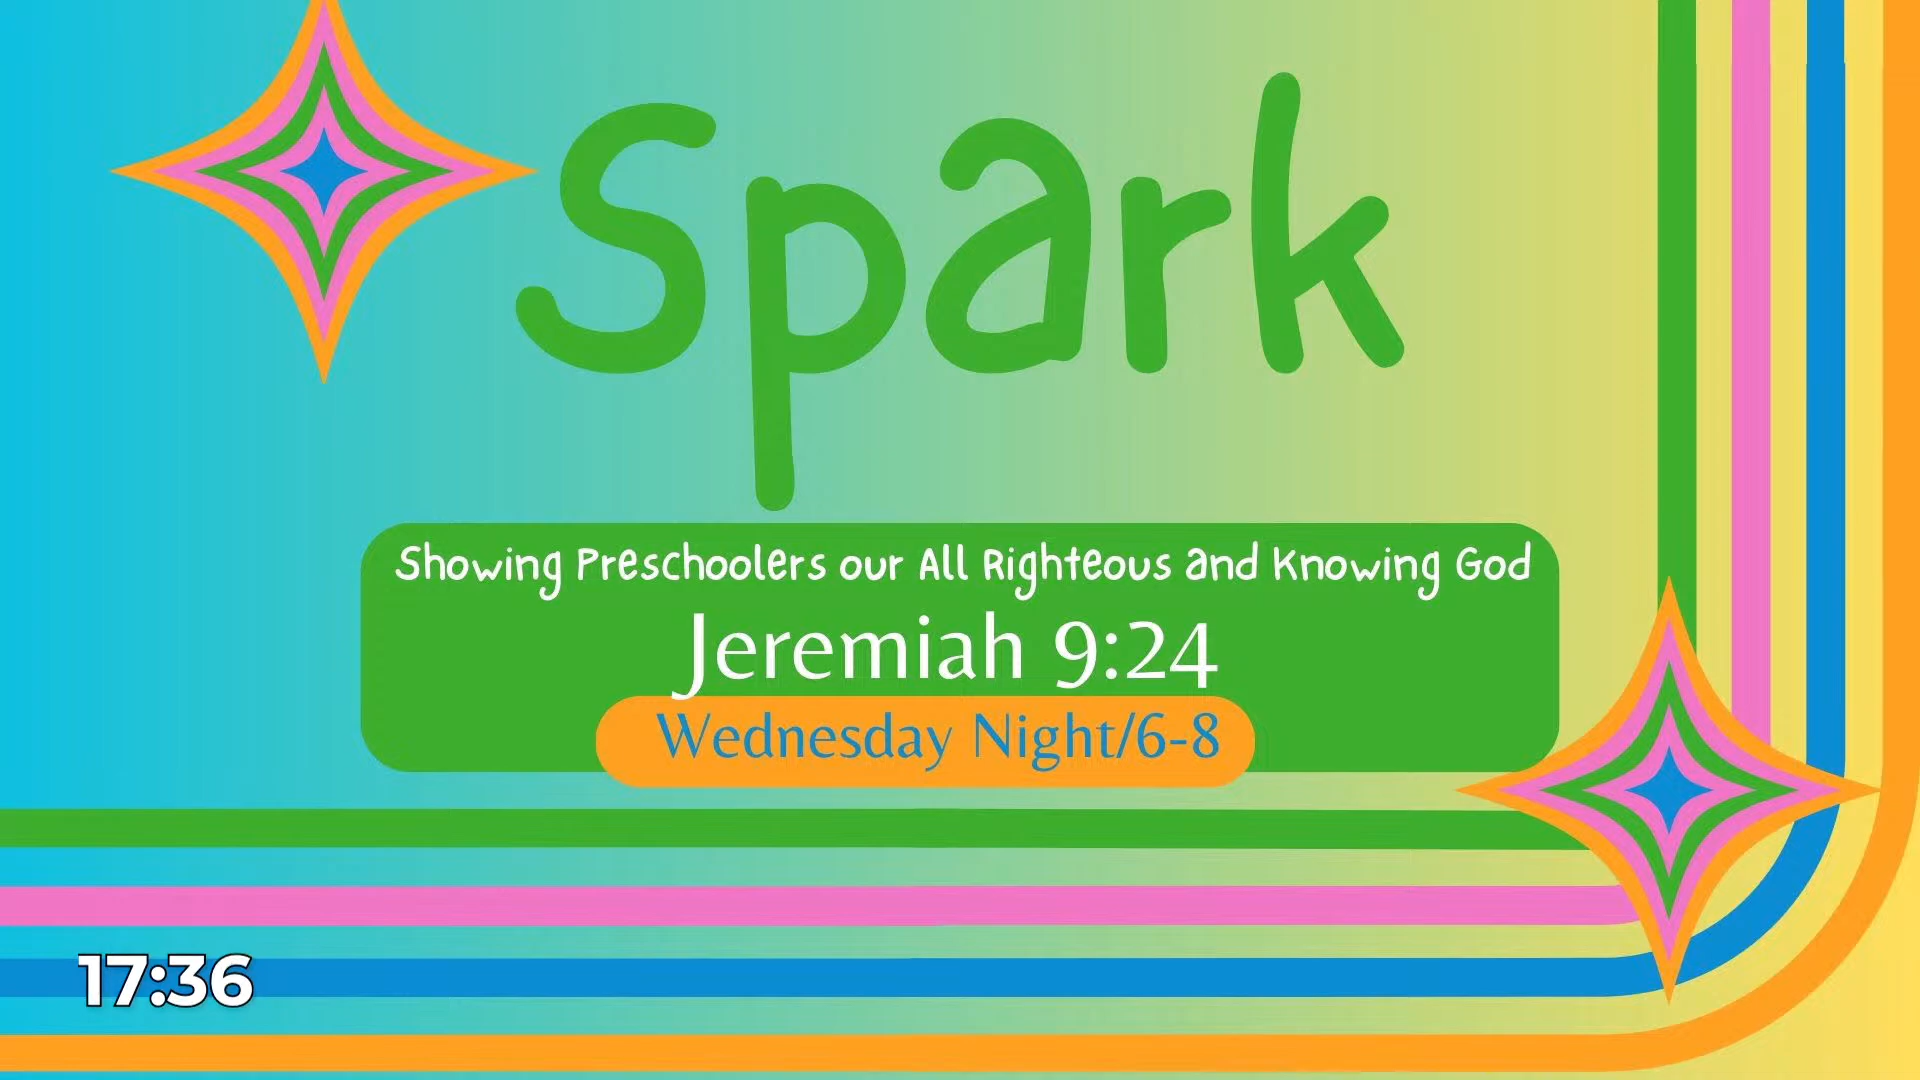 Spark
Showing Preschoolers our All Righteous and Knowing God
Jeremiah 9:24
Wednesday Night/6-8
17:36